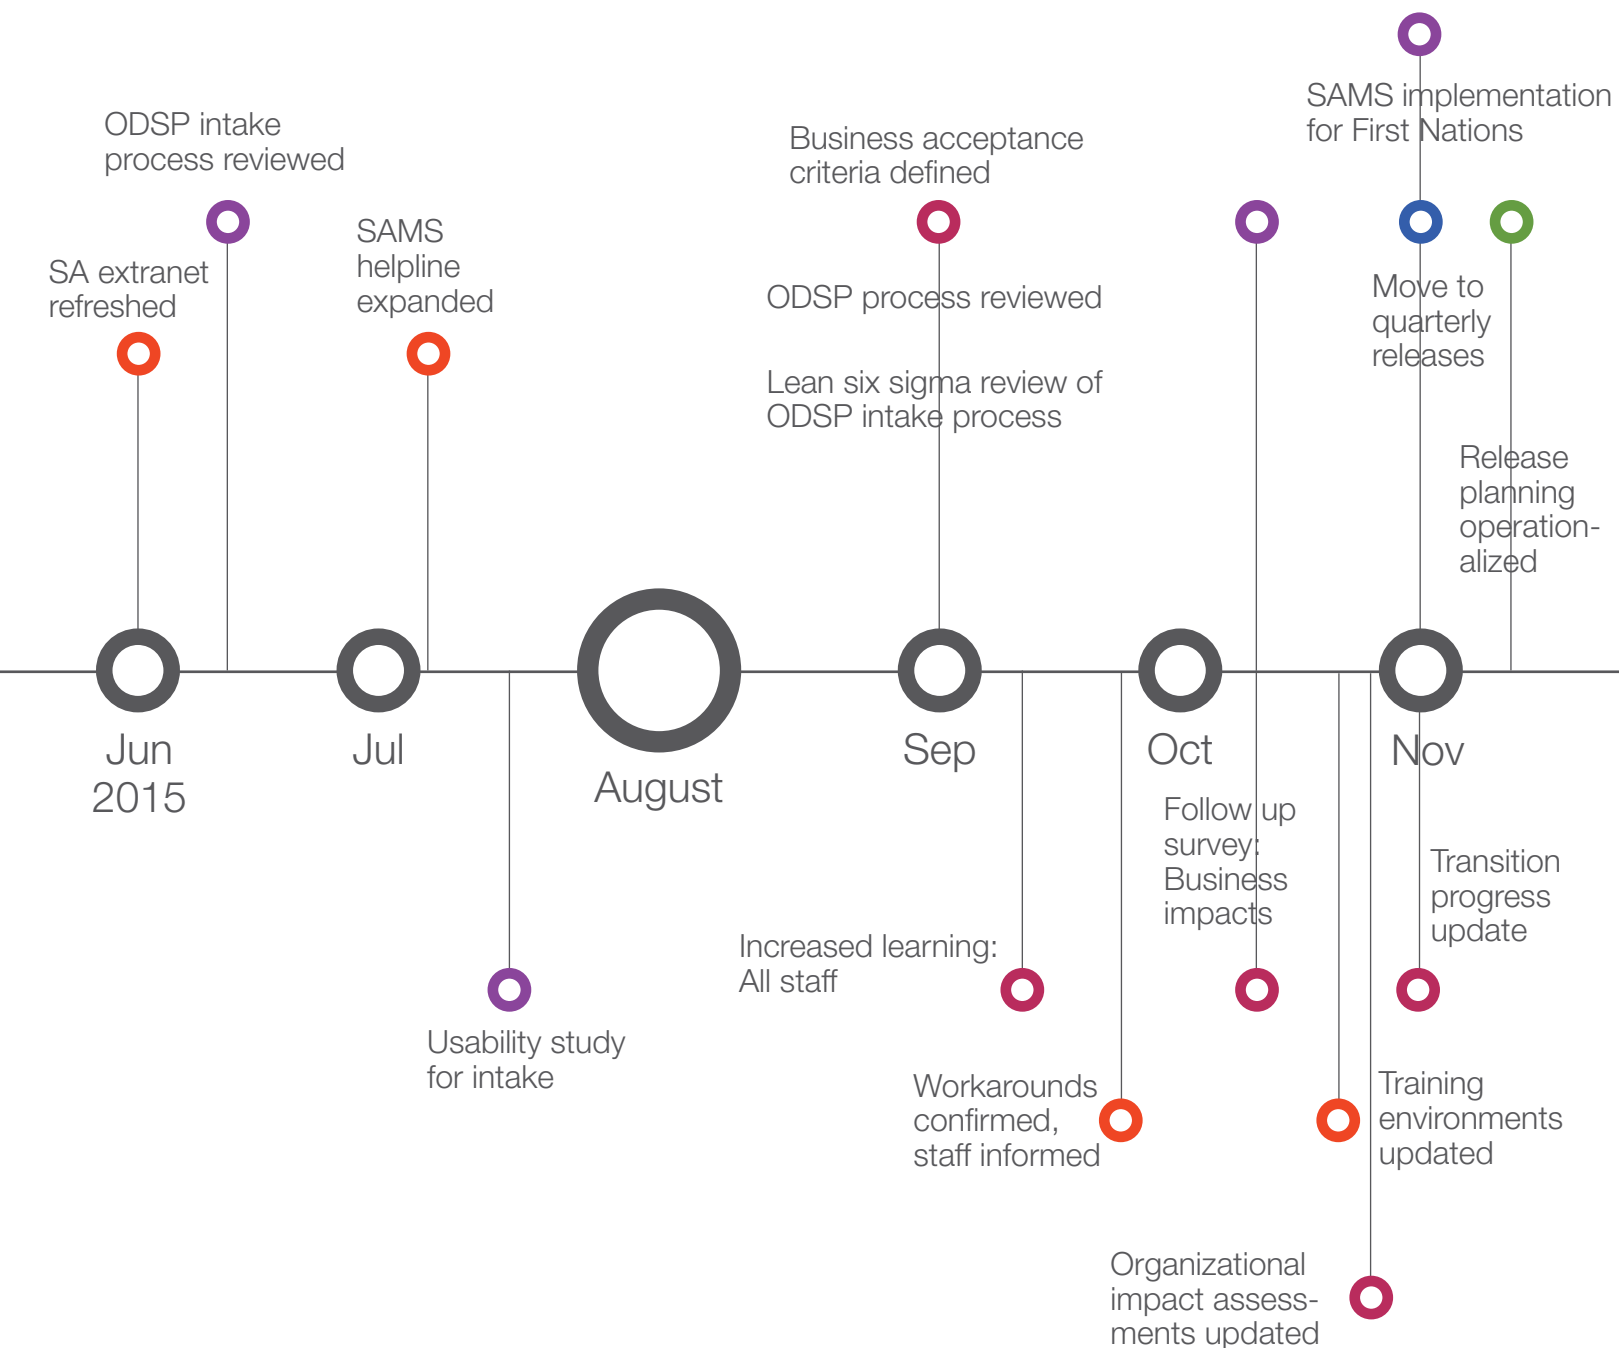 SAMS implementation
for First Nations
ODSP intake
process reviewed
Business acceptance
criteria defined
SAMS
helpline
expanded
SA extranet
refreshed
ODSP process reviewed
Lean six sigma review of
ODSP intake process
Move to
quarterly
releases
Release
planning
operation-
alized
Jun
2015
Jul
August
Sep
Oct
Nov
Follow up
survey:
Business
impacts
Transition
progress
update
Increased learning:
All staff
Usability study
for intake
Workarounds
confirmed,
staff informed
Training
environments
updated
Organizational
impact assess-
ments updated